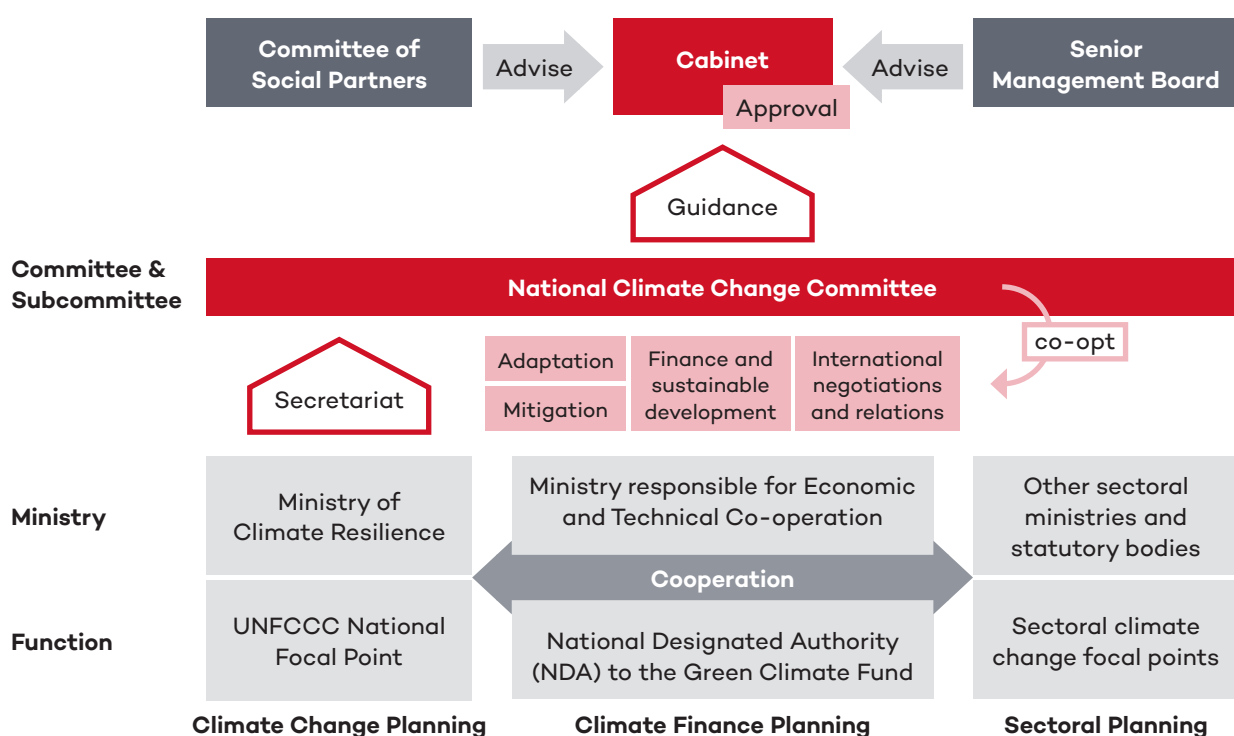 Committee of
Social Partners
Advise
Cabinet
Approval
Advise
Senior
Management Board
Guidance
Committee &
Subcommittee
National Climate Change Committee
co-opt
Secretariat
Adaptation
Mitigation
Finance and
sustainable
development
International
negotiations
and relations
Ministry
Ministry of
Climate Resilience
Ministry responsible for Economic
and Technical Co-operation
Other sectoral
ministries and
statutory bodies
Cooperation
Function
UNFCCC National
Focal Point
National Designated Authority
(NDA) to the Green Climate Fund
Sectoral climate
change focal points
Climate Change Planning
Climate Finance Planning
Sectoral Planning